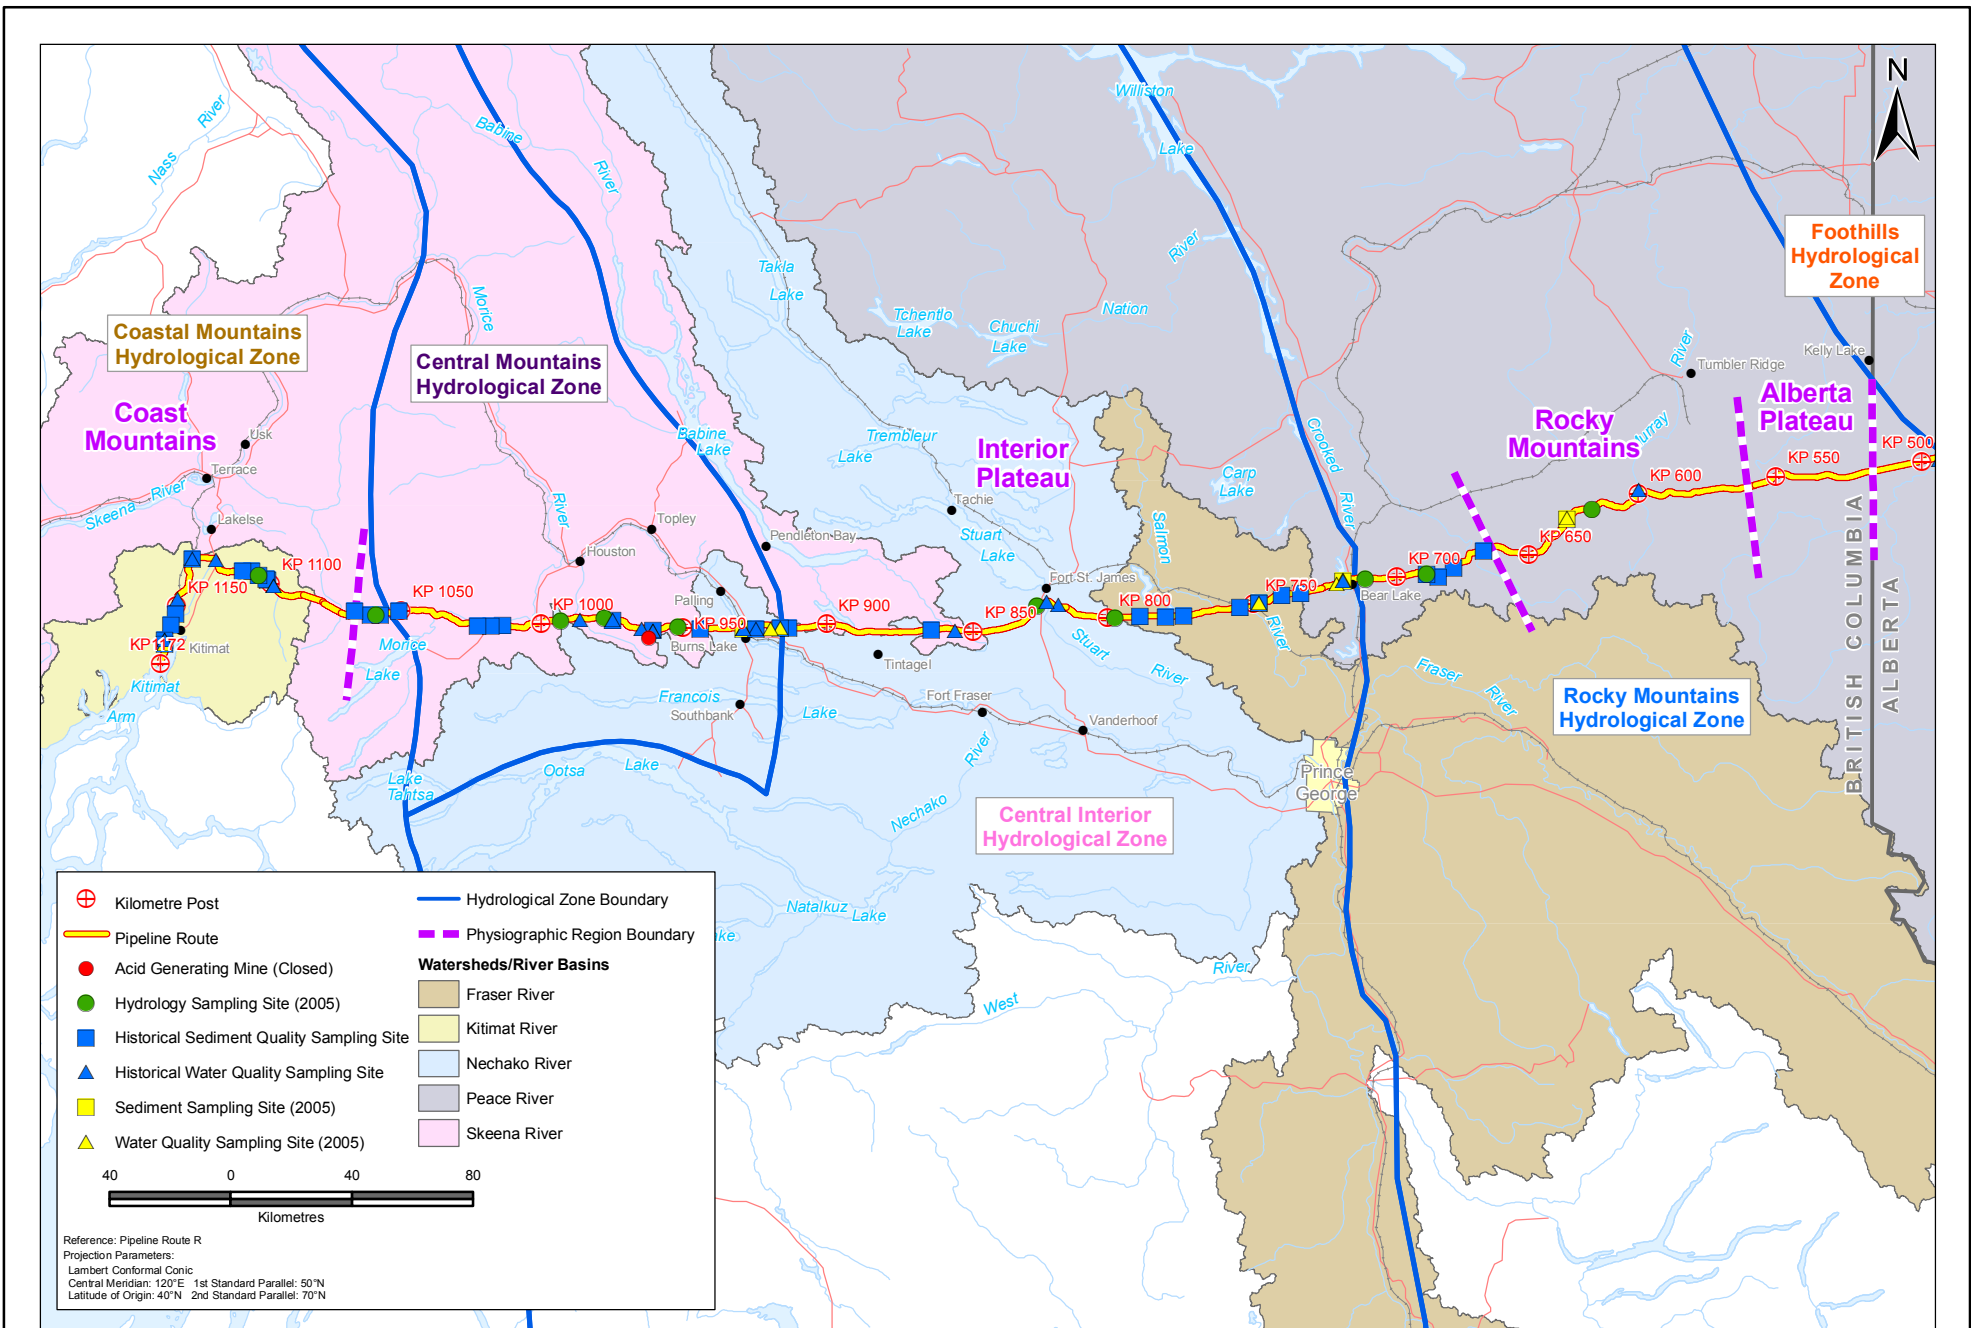 N
Williston
Lake
Nass
River
Babine
River
Foothills
Hydrological
Zone
Takla
Lake
River
Morice
Tchentlo
Lake
Chuchi
Lake
Nation
Coastal Mountains
Hydrological Zone
Central Mountains
Hydrological Zone
River
Tumbler Ridge
Kelly Lake
Coast
Mountains
Usk
Babine
Lake
Trembleur
Lake
Interior
Plateau
Crooked
River
Rocky
Mountains
Alberta
Plateau
urray
KP 500
KP 550
KP 600
Terrace
Skeena
River
Lakelse
River
Topley
Houston
Pendleton Bay
Tachie
Stuart
Lake
Carp
Lake
Salmon
River
KP 650
KP 700
KP 750
Bear Lake
Fort St. James
KP 800
KP 850
KP 900
KP 950
KP 1000
KP 1050
KP 1100
KP 1150
KP 1172
Kitimat
Kitimat
Arm
Palling
Burns Lake
Morice
Lake
Tintagel
Francois
Lake
Southbank
Fort Fraser
Vanderhoof
Stuart
River
Fraser
River
Rocky Mountains
Hydrological Zone
BRITISH COLUMBIA
ALBERTA
Lake
Tahtsa
Ootsa
Lake
Nechako
River
Prince
George
Central Interior
Hydrological Zone
Natalkuz
Lake
ake
West
River
Kilometre Post
Pipeline Route
Acid Generating Mine (Closed)
Hydrology Sampling Site (2005)
Historical Sediment Quality Sampling Site
Historical Water Quality Sampling Site
Sediment Sampling Site (2005)
Water Quality Sampling Site (2005)
Hydrological Zone Boundary
Physiographic Region Boundary
Watersheds/River Basins
Fraser River
Kitimat River
Nechako River
Peace River
Skeena River
40 0 40 80
Kilometres
Reference: Pipeline Route R
Projection Parameters:
Lambert Conformal Conic
Central Meridian: 120°E 1st Standard Parallel: 50°N
Latitude of Origin: 40°N 2nd Standard Parallel: 70°N